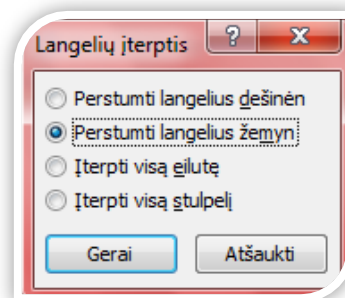 Langelių įterptis
Perstumti langelius dešinėn
Perstumti langelius žemyn
Įterpti visą eilutę
Įterpti visą stulpelį
Gerai Atšaukti